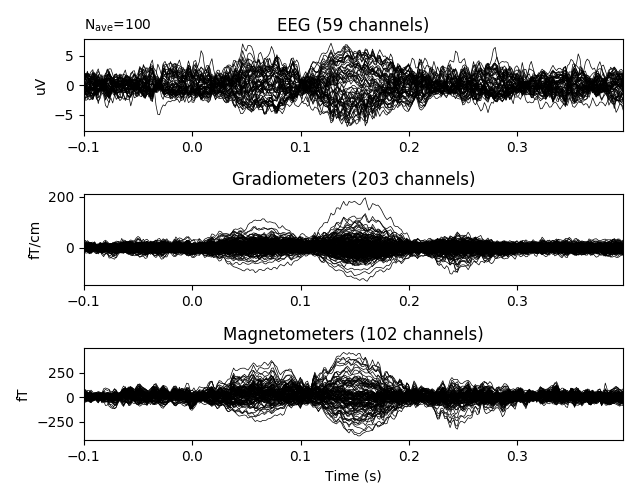 N_ave=100
EEG (59 channels)
5
0
−5
uV
−0.1 0.0 0.1 0.2 0.3
Gradiometers (203 channels)
200
0
fT/cm
−0.1 0.0 0.1 0.2 0.3
Magnetometers (102 channels)
250
0
−250
fT
−0.1 0.0 0.1 0.2 0.3
Time (s)